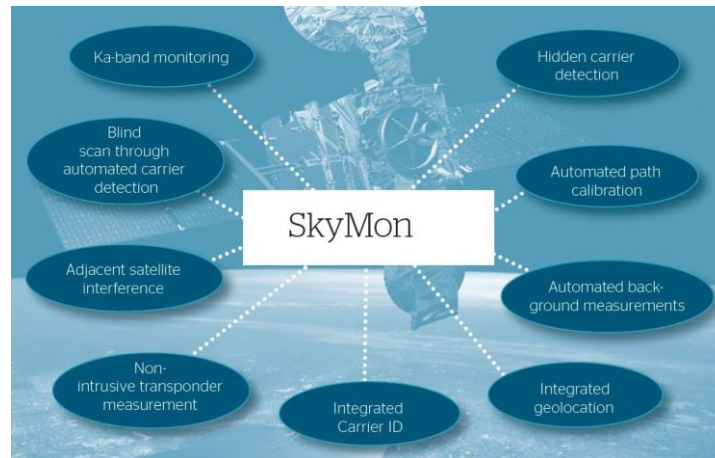 Ka-band monitoring
Hidden carrier
detection
Blind
scan through
automated carrier
detection
Automated path
calibration
SkyMon
Adjacent satellite
interference
Automated back-
ground measurements
Non-
intrusive transponder
measurement
Integrated
Carrier ID
Integrated
geolocation